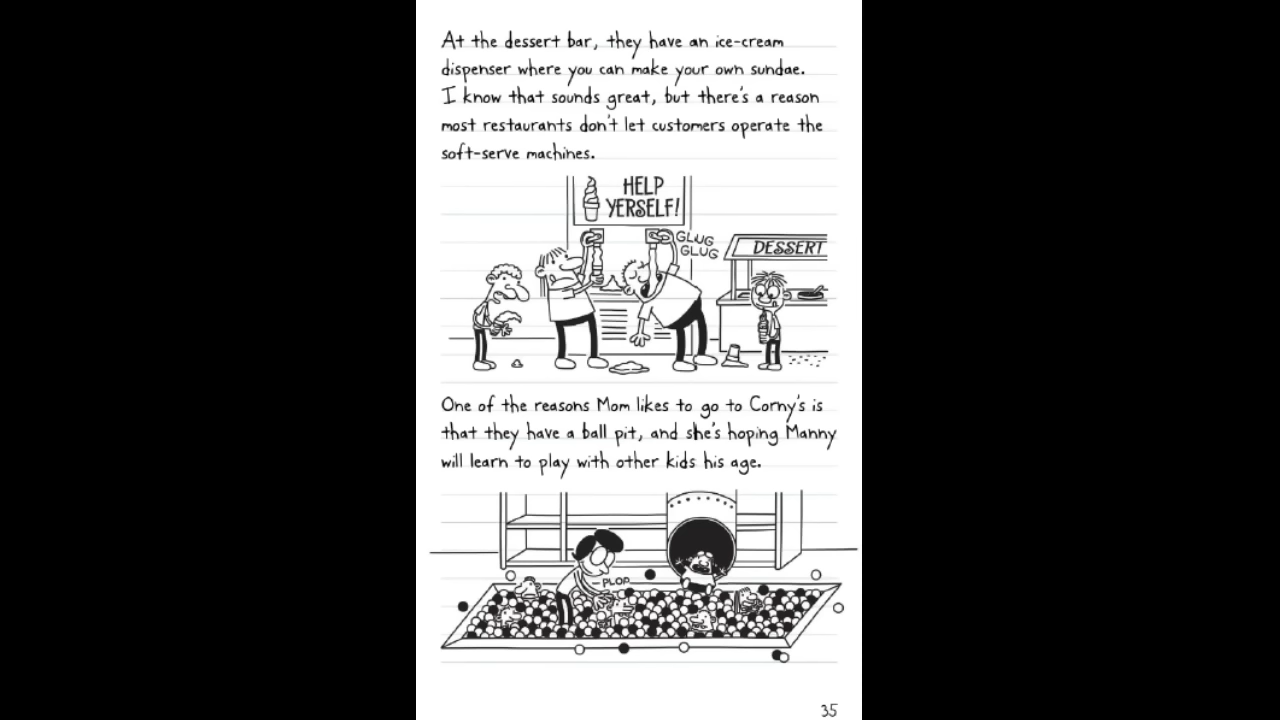 At the dessert bar, they have an ice-cream
dispenser where you can make your own sundae.
I know that sounds great, but there's a reason
most restaurants don't let customers operate the
soft-serve machines.
HELP
YERSELF!
GLUG
GLUG
DESSERT
One of the reasons Mom likes to go to Corny's is
that they have a ball pit, and she's hoping Manny
will learn to play with other kids his age.
PLOP
35